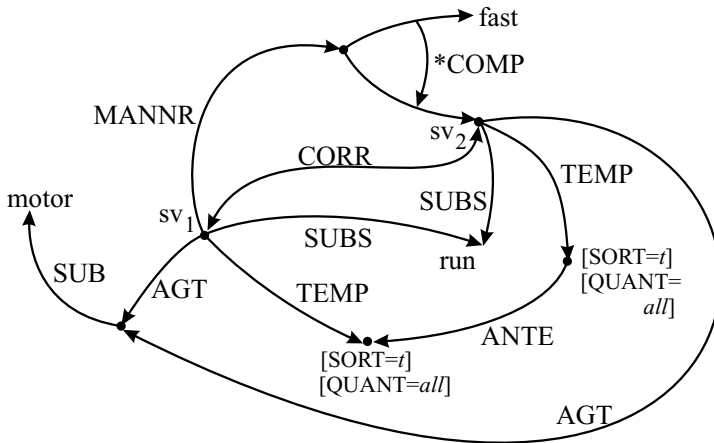 fast
*COMP
MANNR
sv2
CORR
TEMP
motor
sv1
SUBS
SUBS
run
[SORT=t]
[QUANT=
all]
SUB
AGT
TEMP
ANTE
[SORT=t]
[QUANT=all]
AGT